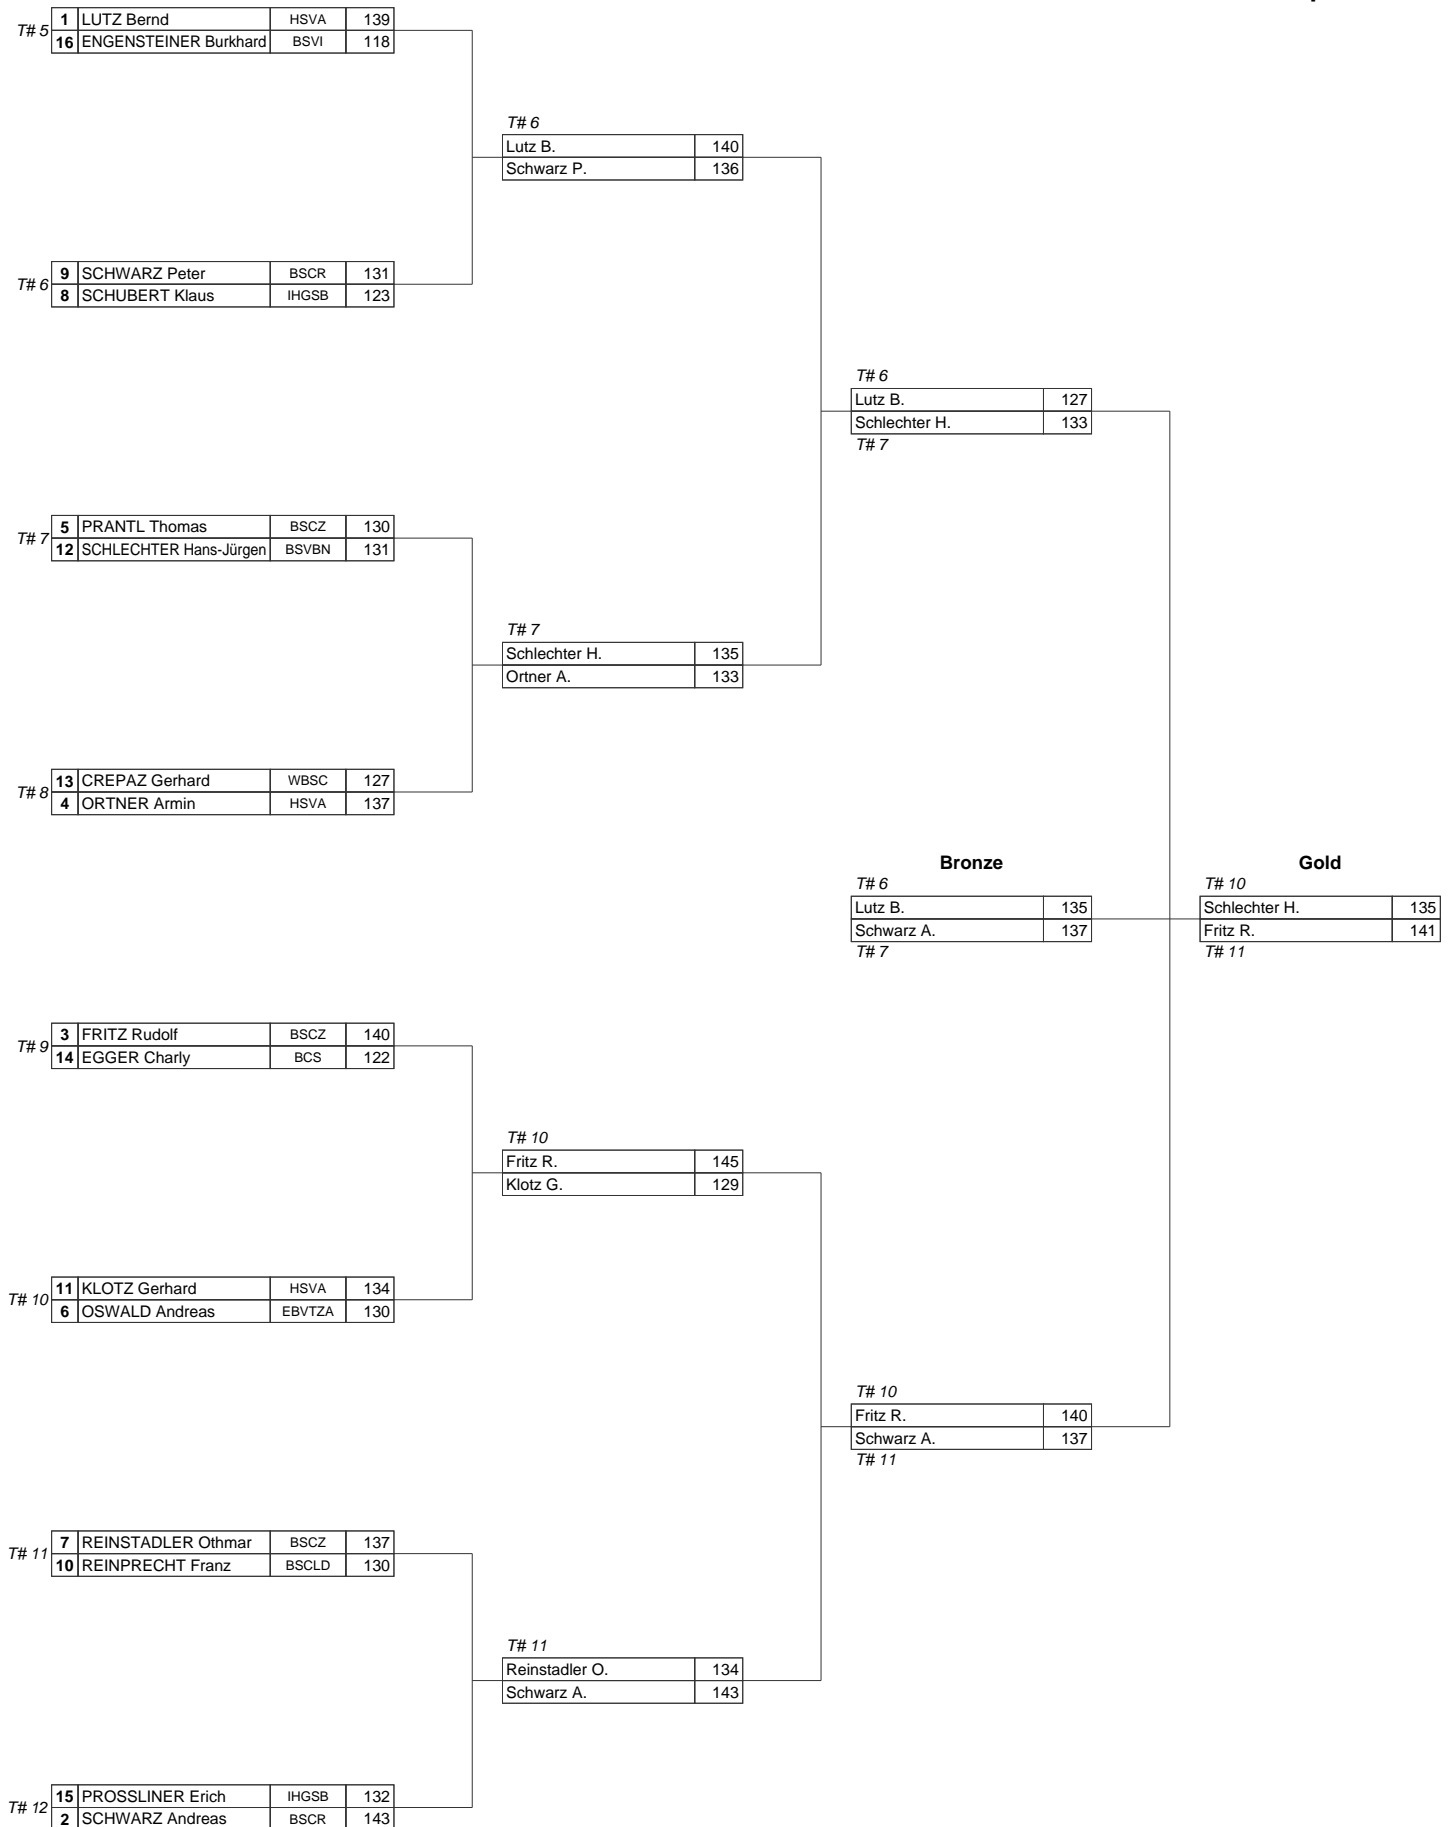 T# 5
1 LUTZ Bernd HSVA 139
16 ENGENSTEINER Burkhard BSVI 118
T# 6
Lutz B. 140
Schwarz P. 136
T# 6
9 SCHWARZ Peter BSCR 131
8 SCHUBERT Klaus IHGSB 123
T# 6
Lutz B. 127
Schlechter H. 133
T# 7
T# 7
5 PRANTL Thomas BSCZ 130
12 SCHLECHTER Hans-Jürgen BSVBN 131
T# 7
Schlechter H. 135
Ortner A. 133
T# 8
13 CREPAZ Gerhard WBSC 127
4 ORTNER Armin HSVA 137
Bronze
T# 6
Lutz B. 135
Schwarz A. 137
T# 7
Gold
T# 10
Schlechter H. 135
Fritz R. 141
T# 11
T# 9
3 FRITZ Rudolf BSCZ 140
14 EGGER Charly BCS 122
T# 10
Fritz R. 145
Klotz G. 129
T# 10
11 KLOTZ Gerhard HSVA 134
6 OSWALD Andreas EBVTZA 130
T# 10
Fritz R. 140
Schwarz A. 137
T# 11
T# 11
7 REINSTADLER Othmar BSCZ 137
10 REINPRECHT Franz BSCLD 130
T# 11
Reinstadler O. 134
Schwarz A. 143
T# 12
15 PROSSLINER Erich IHGSB 132
2 SCHWARZ Andreas BSCR 143